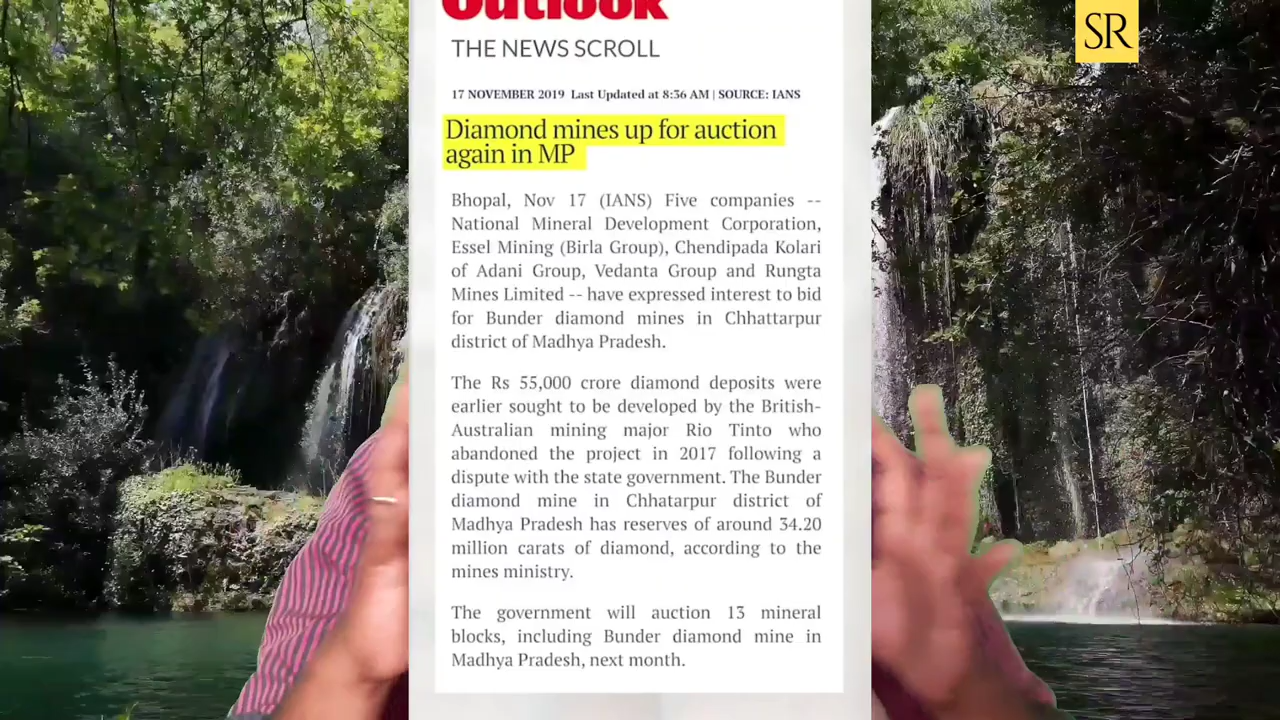 Outlook
SR
THE NEWS SCROLL
17 NOVEMBER 2019 Last Updated at 8:36 AM | SOURCE: IANS
Diamond mines up for auction
again in MP
Bhopal, Nov 17 (IANS) Five companies --
National Mineral Development Corporation,
Essel Mining (Birla Group), Chendipada Kolari
of Adani Group, Vedanta Group and Rungta
Mines Limited -- have expressed interest to bid
for Bunder diamond mines in Chhattarpur
district of Madhya Pradesh.
The Rs 55,000 crore diamond deposits were
earlier sought to be developed by the British-
Australian mining major Rio Tinto who
abandoned the project in 2017 following a
dispute with the state government. The Bunder
diamond mine in Chhatarpur district of
Madhya Pradesh has reserves of around 34.20
million carats of diamond, according to the
mines ministry.
The government will auction 13 mineral
blocks, including Bunder diamond mine in
Madhya Pradesh, next month.